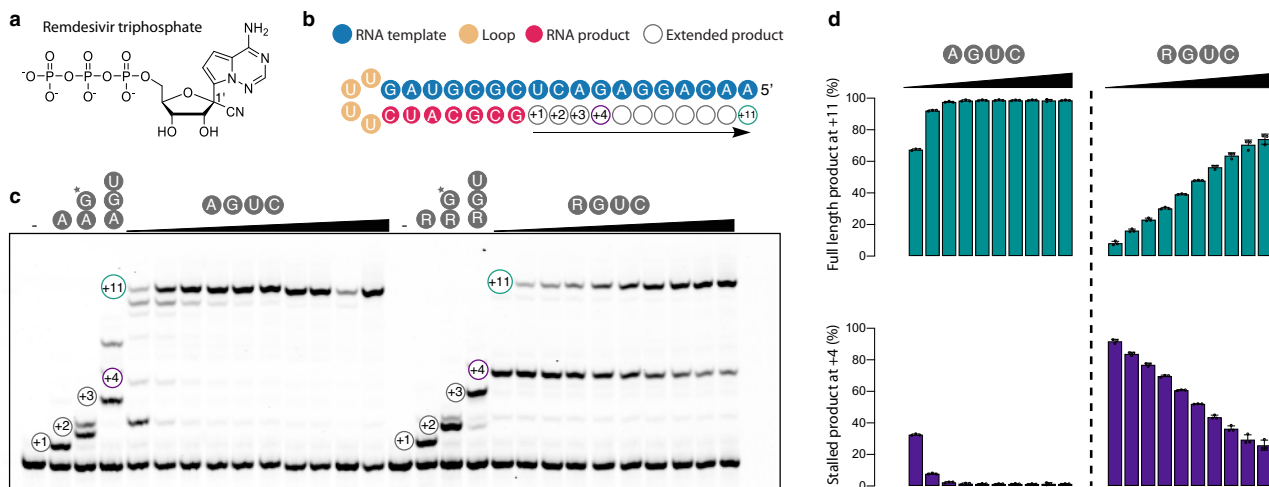 a
Remdesivir triphosphate
NH2
N
N
N
-O P O P O P O
O O O
O- O- O-
O
1'
CN
HO OH
b
RNA template Loop RNA product Extended product
U U G A U G C G C U C A G A G G A C A A 5'
U U C U A C G C G +1 +2 +3 +4 +11
c
- A A *G A G U A G U C
- R R *G R G U R G U C
+11
+4
+3
+2
+1
+11
+4
+3
+2
+1
d
A G U C R G U C
Full length product at +11 (%)
100
80
60
40
20
0
Stalled product at +4 (%)
100
80
60
40
20
0